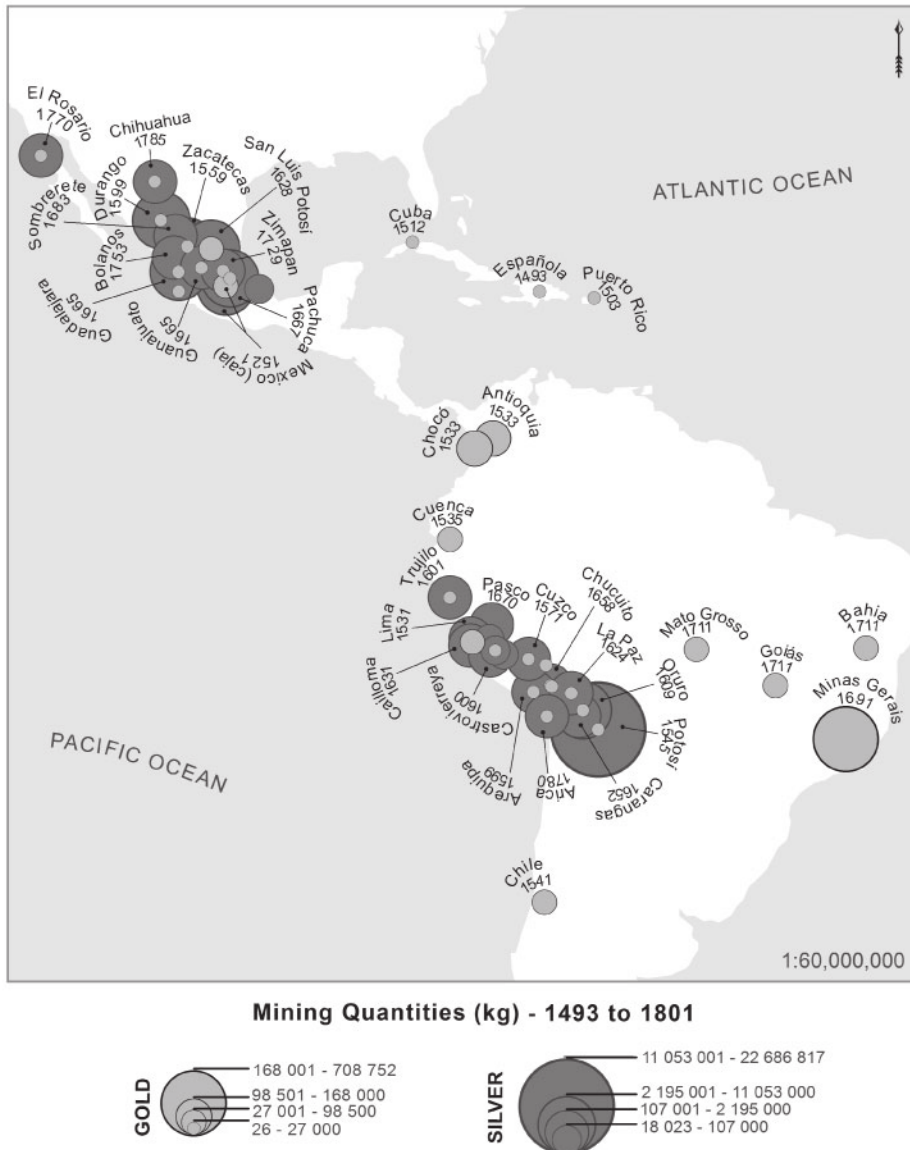 El Rosario
1770
Chihuahua
1785
Durango
1599
Sombrerete
1683
Zacatecas
1559
San Luis Potosí
1628
Zimapan
1729
Bolanos
1753
Guadalajara
1665
Guanajuato
1665
Mexico (caja)
1521
Pachuca
1667
Cuba
1512
Española
1493
Puerto Rico
1503
ATLANTIC OCEAN
Antioquia
1533
Chocó
1533
Cuenca
1535
Trujilo
1601
Pasco
1670
Cuzco
1571
Chucuito
1658
La Paz
1624
Lima
1531
Cailloma
1631
Castrovierreya
1600
Oruro
1609
Potosí
1545
Carangas
1652
Arica
1780
Arequipa
1599
Mato Grosso
1711
Goiás
1711
Bahia
1711
Minas Gerais
1691
PACIFIC OCEAN
Chile
1541
1:60,000,000
Mining Quantities (kg) - 1493 to 1801
GOLD
168 001 - 708 752
98 501 - 168 000
27 001 - 98 500
26 - 27 000
SILVER
11 053 001 - 22 686 817
2 195 001 - 11 053 000
107 001 - 2 195 000
18 023 - 107 000